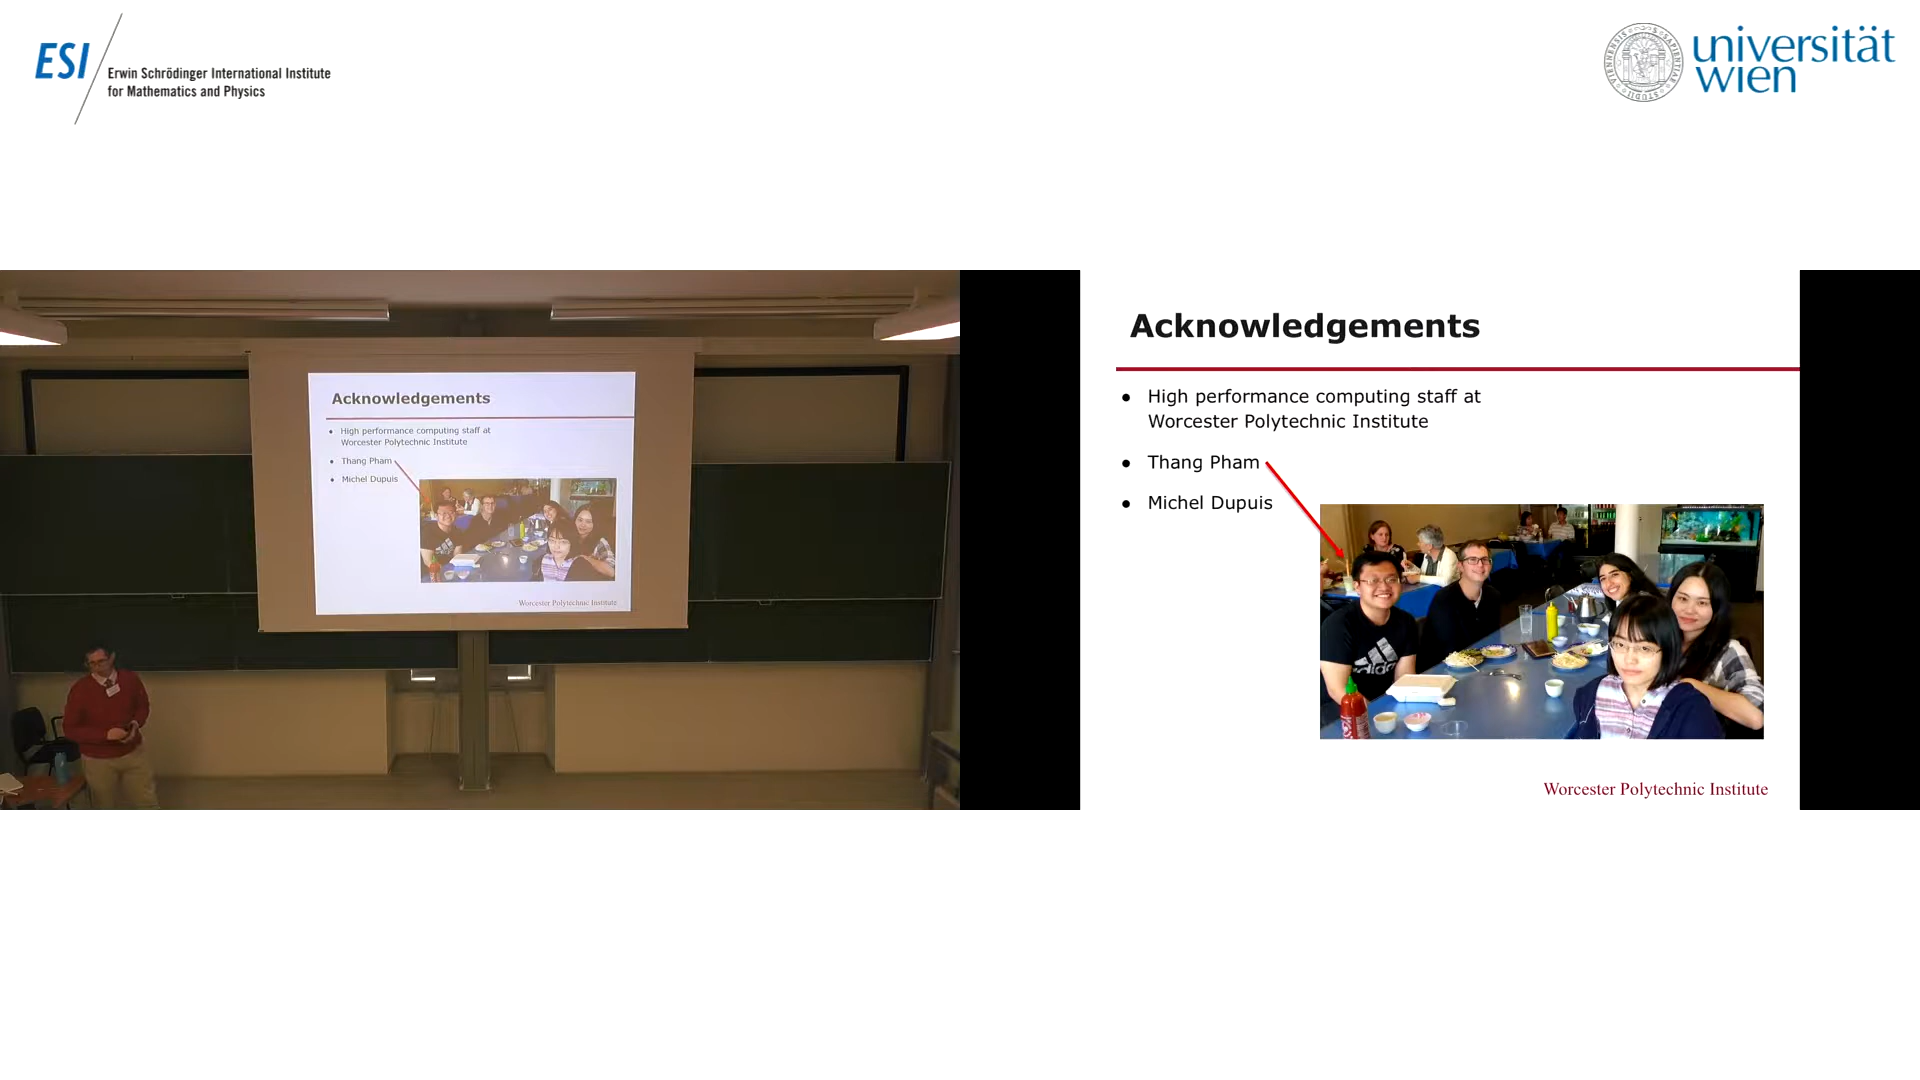 ESI
Erwin Schrödinger International Institute
for Mathematics and Physics
universität
wien
Acknowledgements
● High performance computing staff at
Worcester Polytechnic Institute
● Thang Pham
● Michel Dupuis
Worcester Polytechnic Institute
Acknowledgements
● High performance computing staff at
Worcester Polytechnic Institute
● Thang Pham
● Michel Dupuis
adidas
Worcester Polytechnic Institute